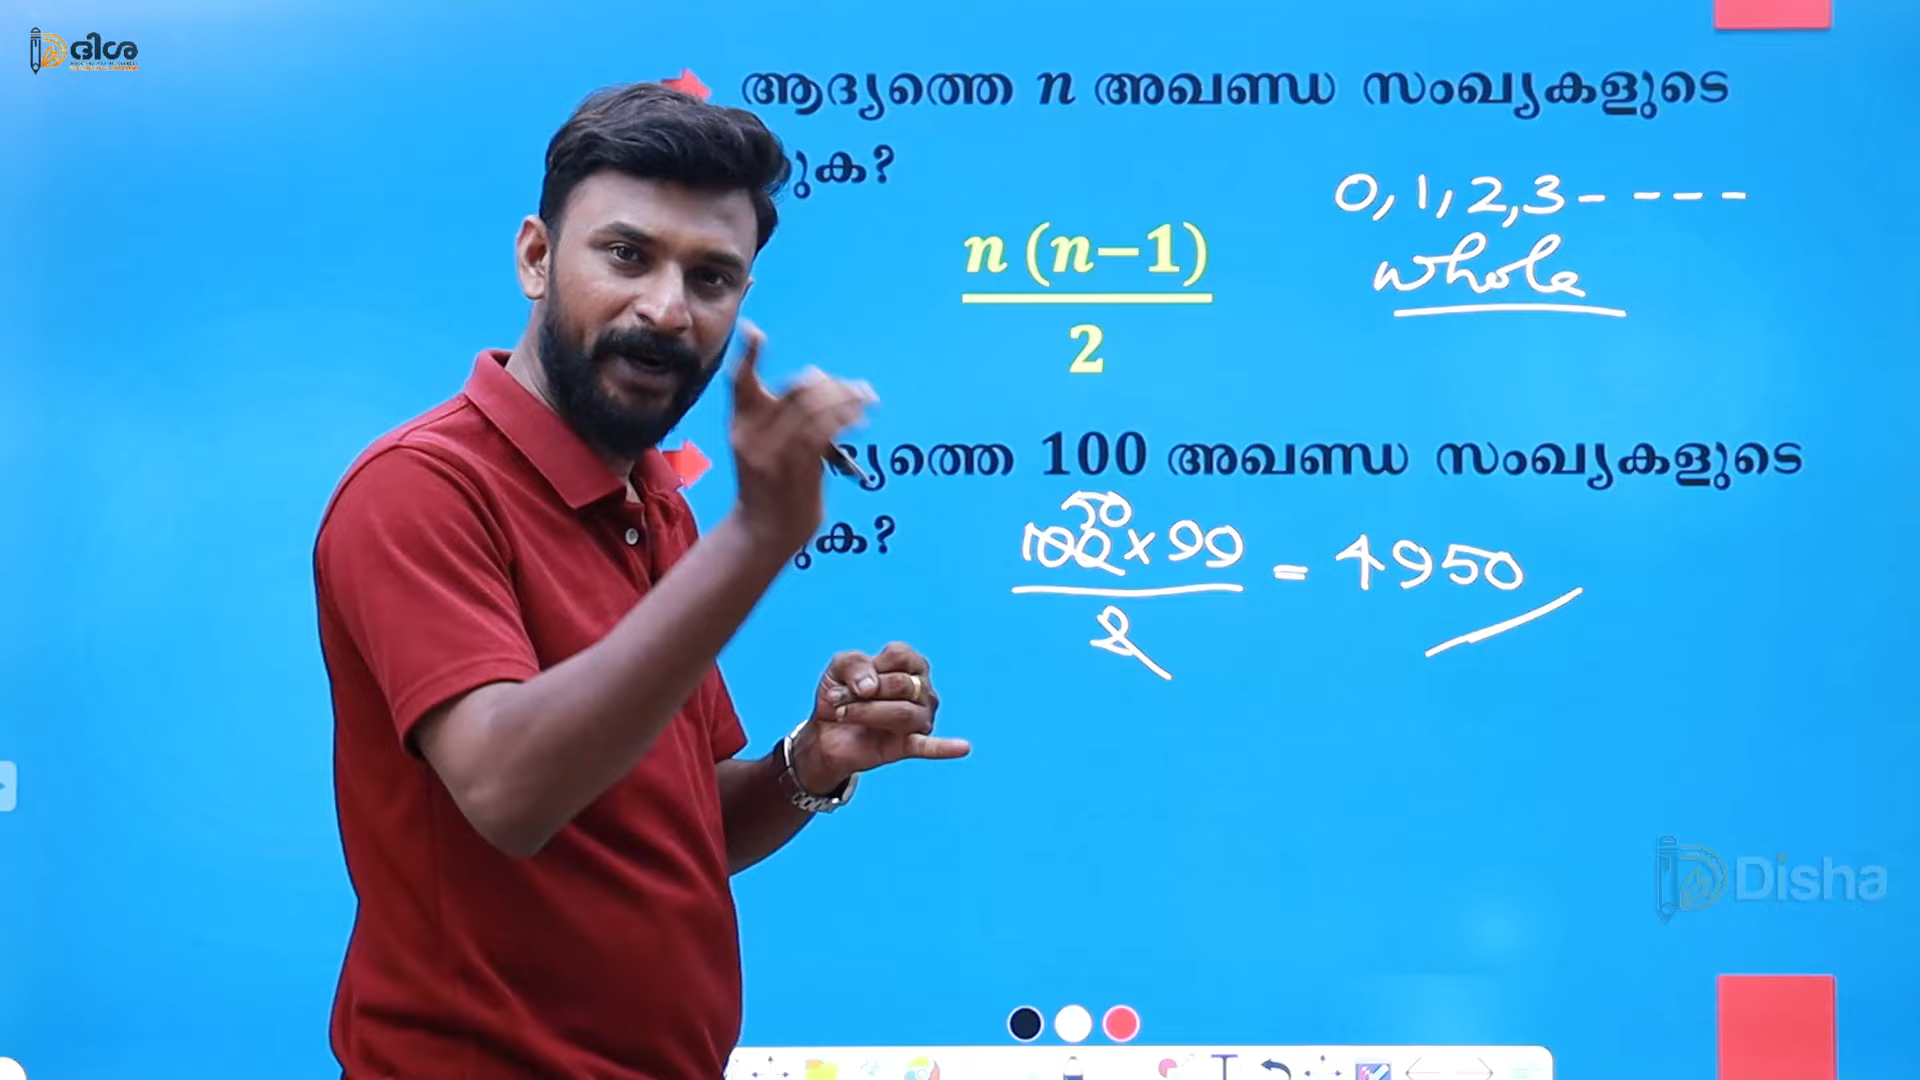 ദിശ
ആദ്യത്തെ n അഖണ്ഡ സംഖ്യകളുടെ
ുക?
0, 1, 2, 3 - - - -
whole
n (n−1)
2
100 അഖണ്ഡ സംഖ്യകളുടെ
ുക?
50
100 × 99
2
= 4950
Disha